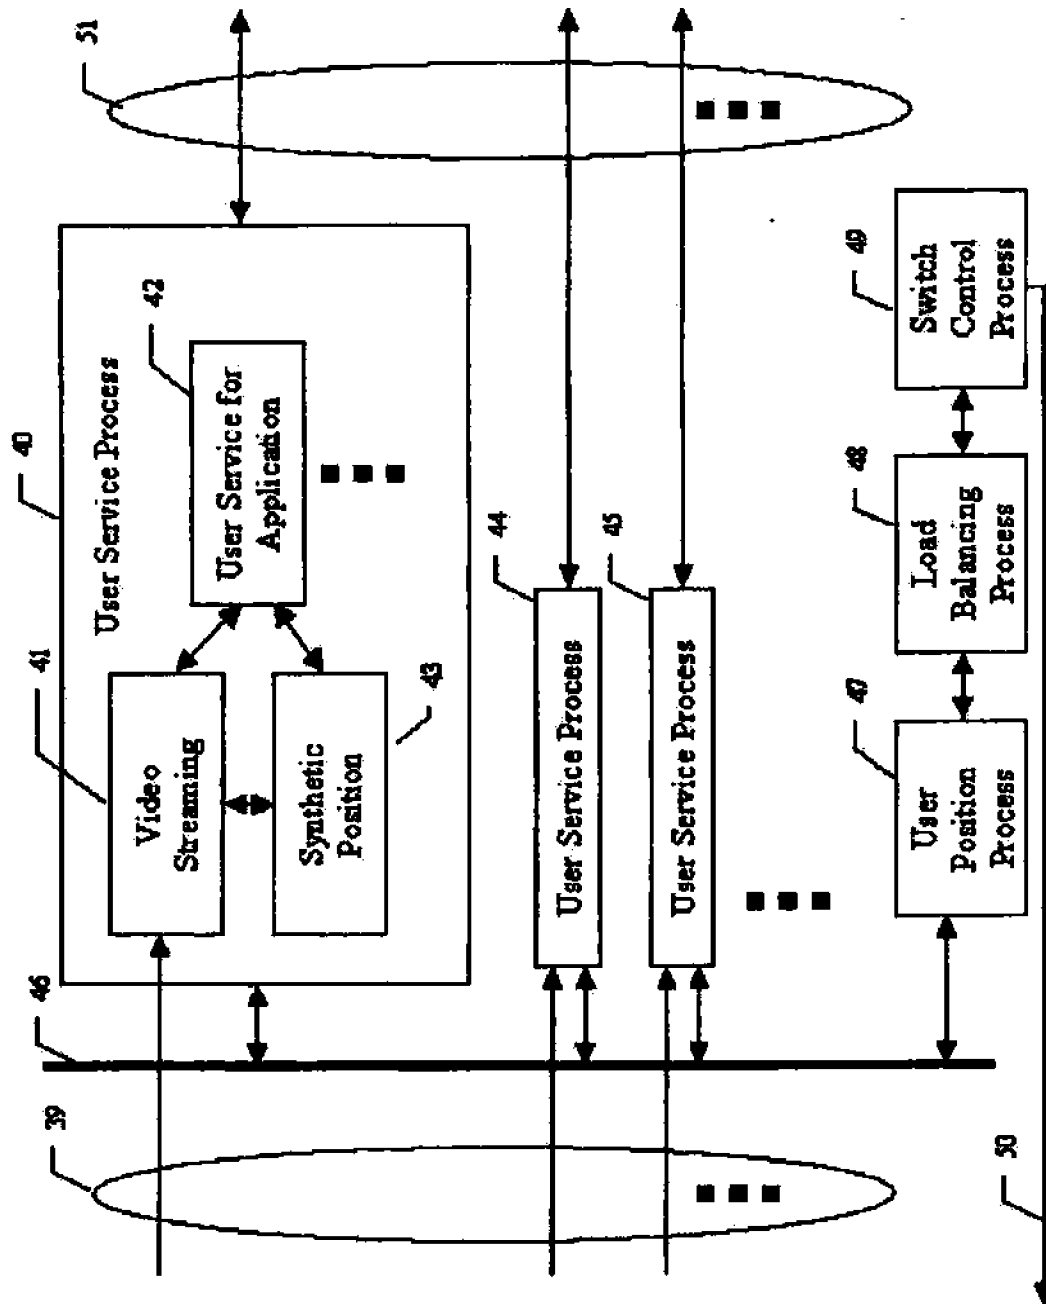 39
46
40
User Service Process
41
Video
Streaming
42
User Service for
Application
43
Synthetic
Position
51
44
User Service Process
45
User Service Process
47
User
Position
Process
48
Load
Balancing
Process
49
Switch
Control
Process
50